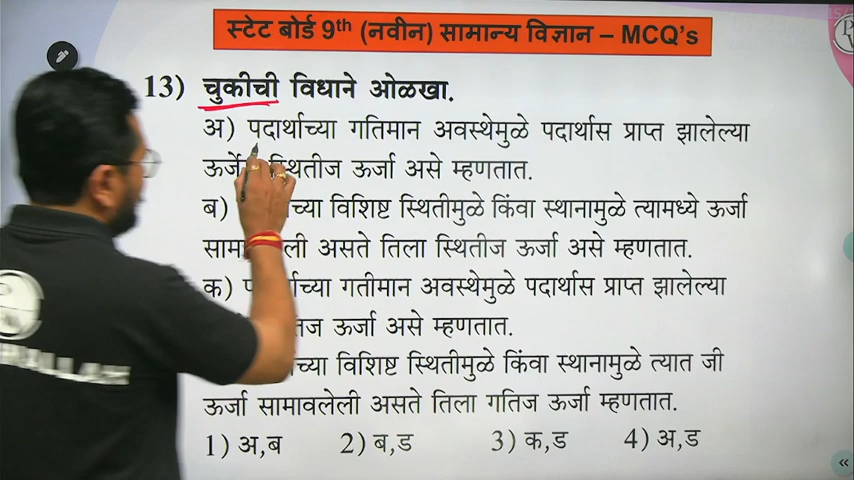 स्टेट बोर्ड 9th (नवीन) सामान्य विज्ञान – MCQ's
13) चुकीची विधाने ओळखा.
अ) पदार्थाच्या गतिमान अवस्थेमुळे पदार्थास प्राप्त झालेल्या
स्थितीज ऊर्जा असे म्हणतात.
ब) विशिष्ट स्थितीमुळे किंवा स्थानामुळे त्यामध्ये ऊर्जा
असते तिला स्थितीज ऊर्जा असे म्हणतात.
क) गतीमान अवस्थेमुळे पदार्थास प्राप्त झालेल्या
ऊर्जा असे म्हणतात.
विशिष्ट स्थितीमुळे किंवा स्थानामुळे त्यात जी
ऊर्जा सामावलेली असते तिला गतिज ऊर्जा म्हणतात.
1) अ,ब 2) ब,ड 3) क,ड 4) अ,ड